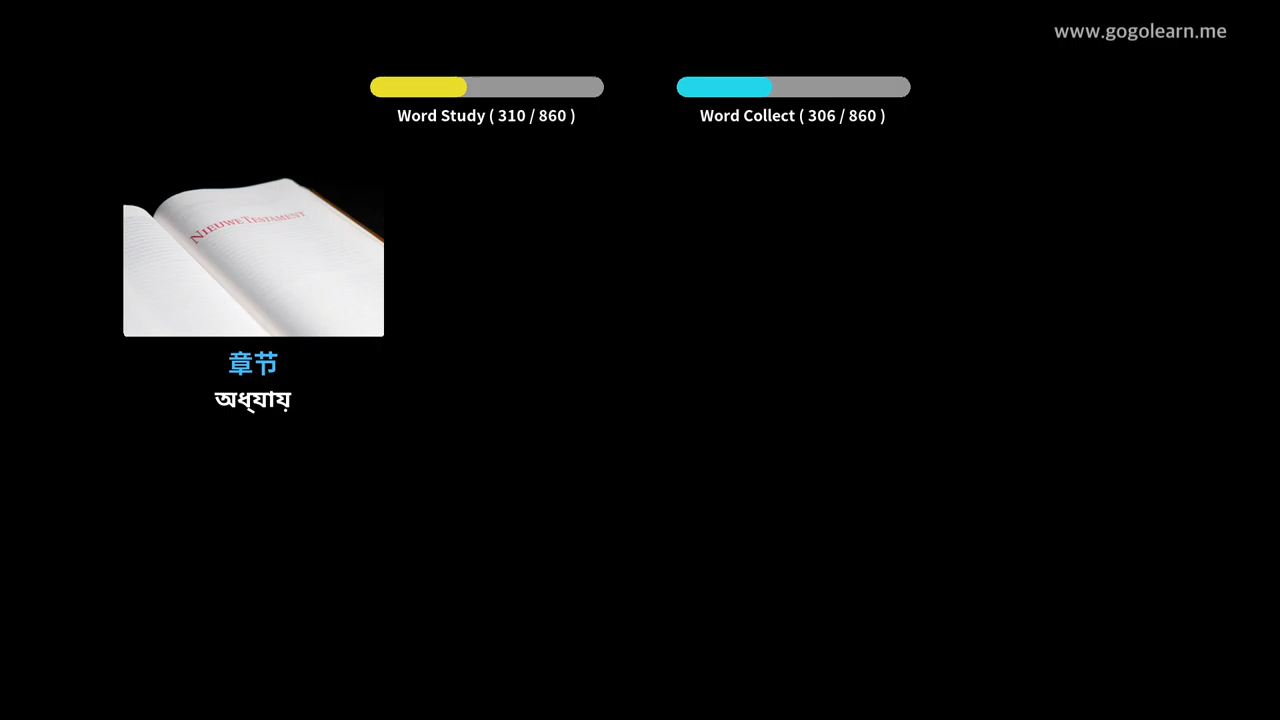 www.gogolearn.me
Word Study ( 310 / 860 )
Word Collect ( 306 / 860 )
NIEUWE TESTAMENT
章节
অধ্যায়